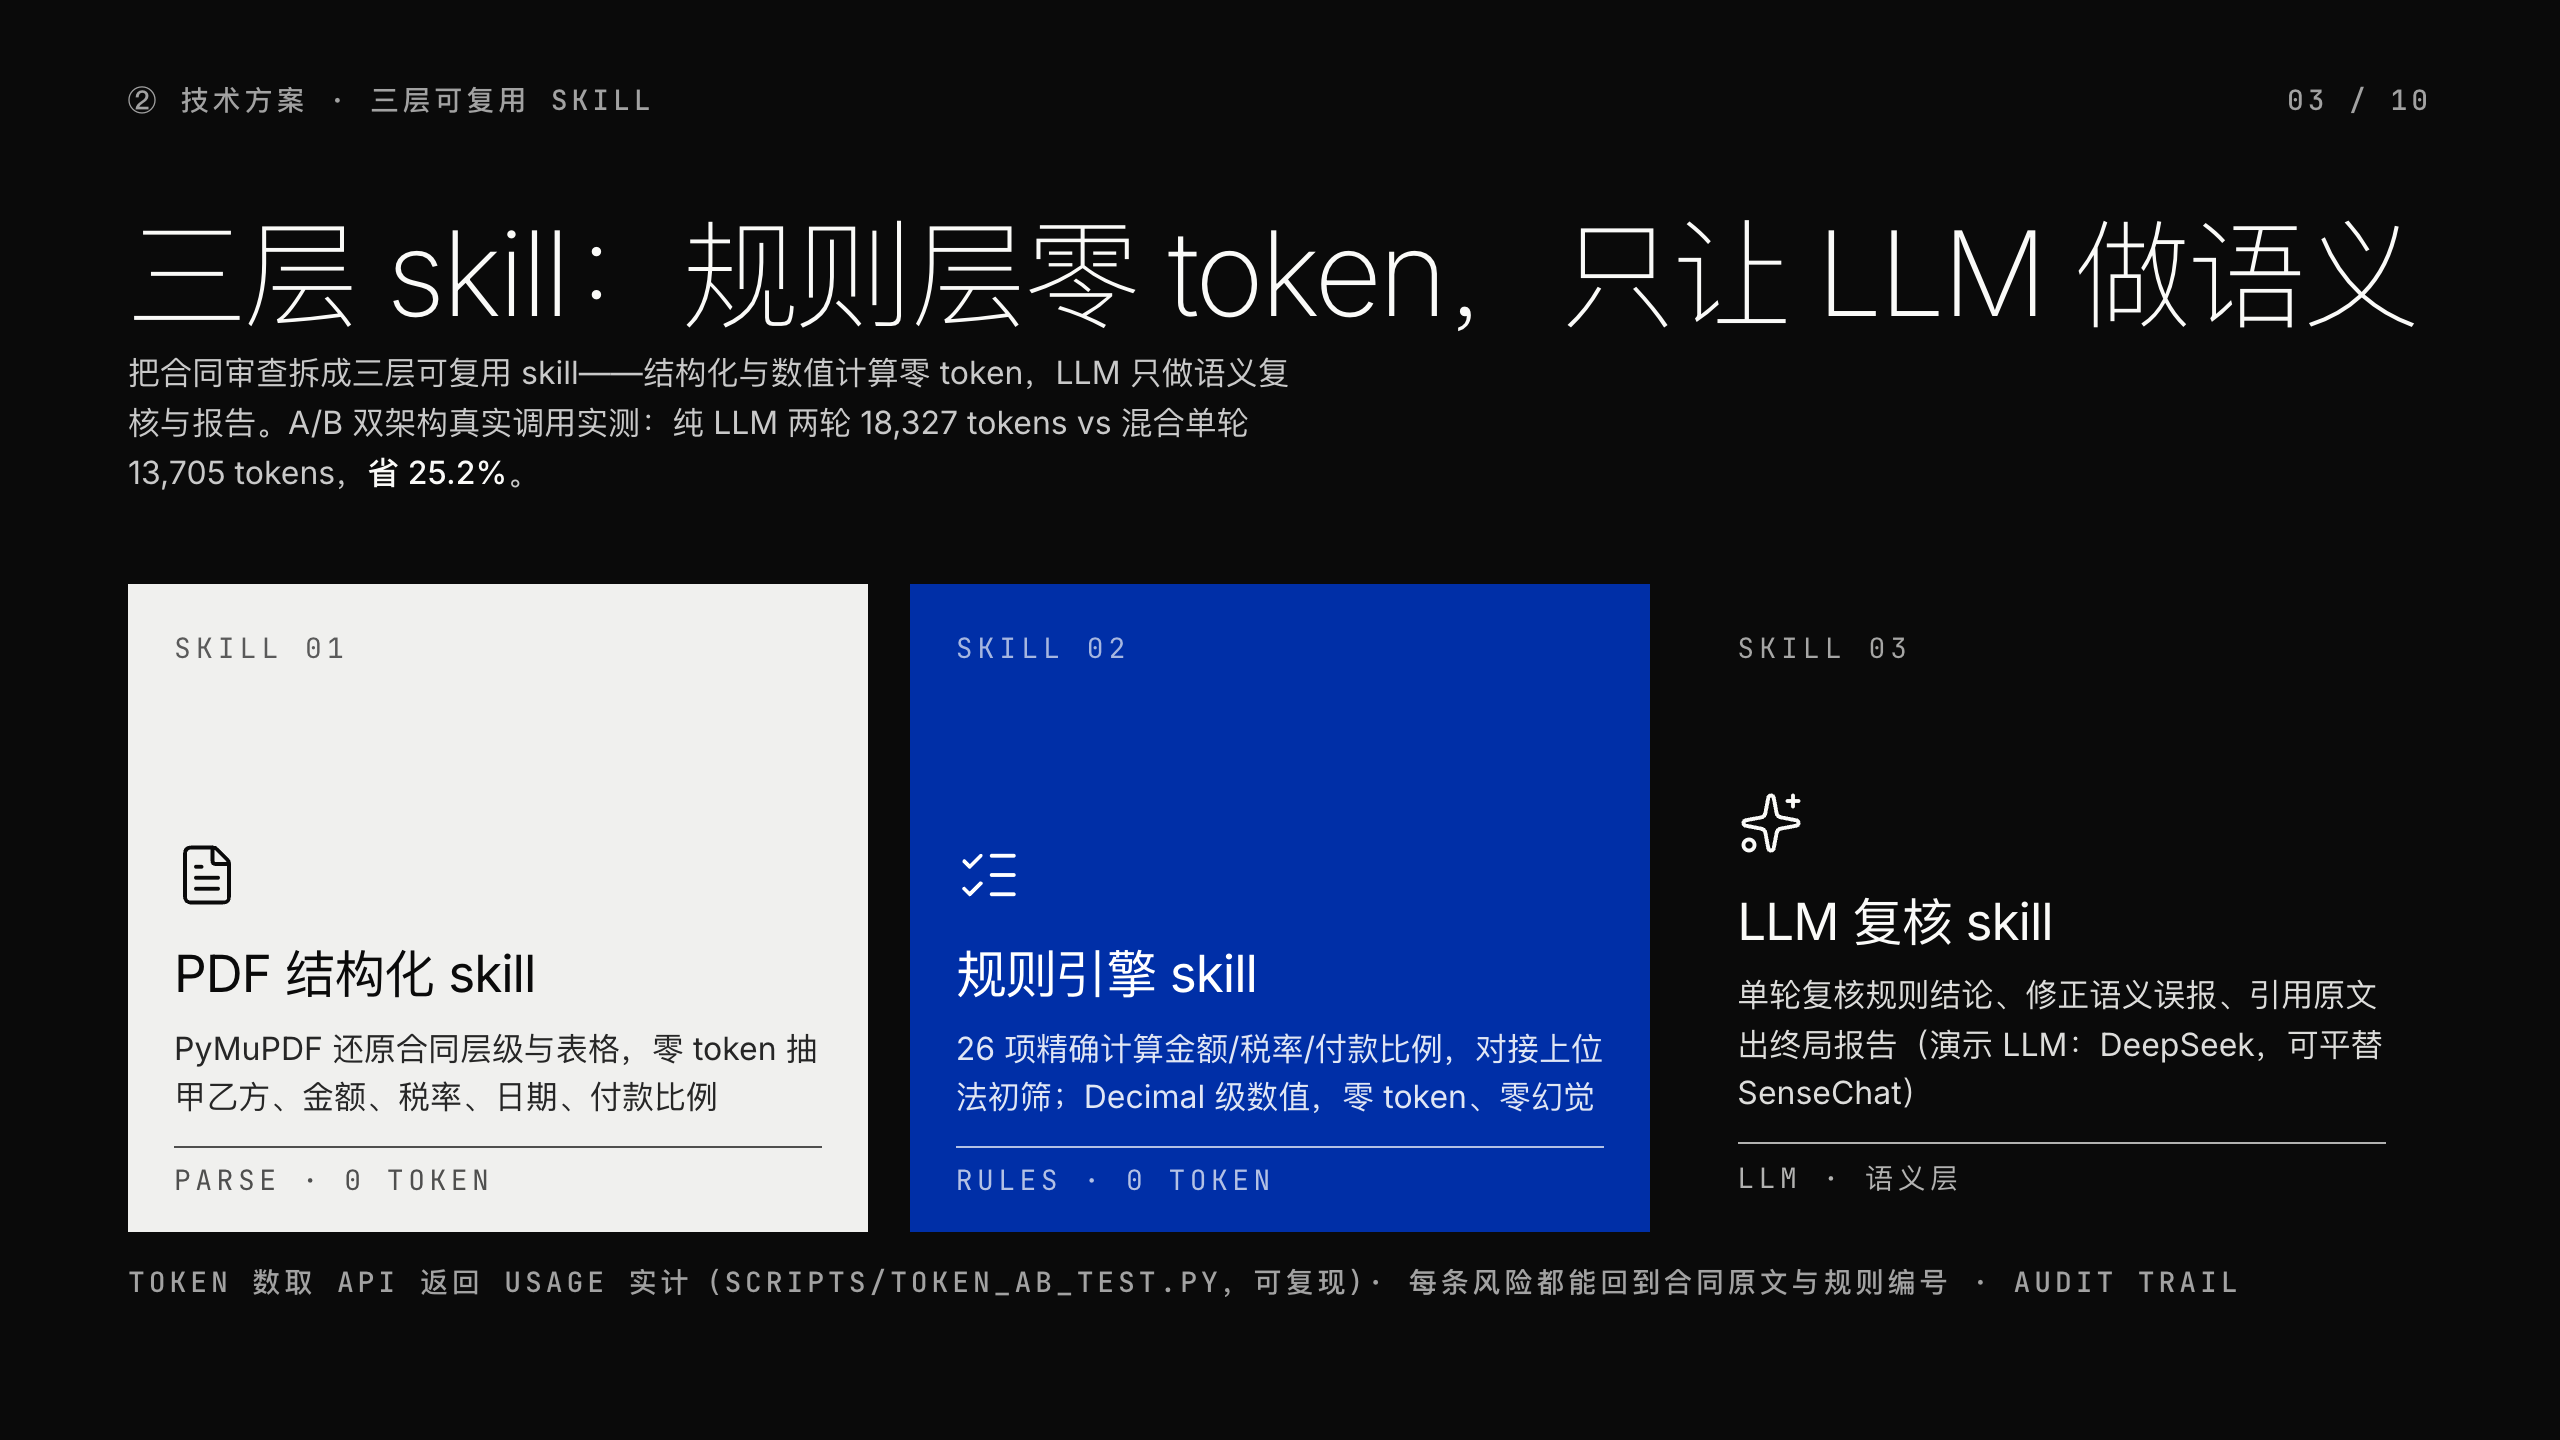 ② 技术方案 · 三层可复用 SKILL
03 / 10
三层 skill：规则层零 token，只让 LLM 做语义
把合同审查拆成三层可复用 skill——结构化与数值计算零 token，LLM 只做语义复
核与报告。A/B 双架构真实调用实测：纯 LLM 两轮 18,327 tokens vs 混合单轮
13,705 tokens，省 25.2%。
SKILL 01
PDF 结构化 skill
PyMuPDF 还原合同层级与表格，零 token 抽
甲乙方、金额、税率、日期、付款比例
PARSE · 0 TOKEN
SKILL 02
规则引擎 skill
26 项精确计算金额/税率/付款比例，对接上位
法初筛；Decimal 级数值，零 token、零幻觉
RULES · 0 TOKEN
SKILL 03
LLM 复核 skill
单轮复核规则结论、修正语义误报、引用原文
出终局报告（演示 LLM：DeepSeek，可平替
SenseChat）
LLM · 语义层
TOKEN 数取 API 返回 USAGE 实计（SCRIPTS/TOKEN_AB_TEST.PY，可复现）· 每条风险都能回到合同原文与规则编号 · AUDIT TRAIL